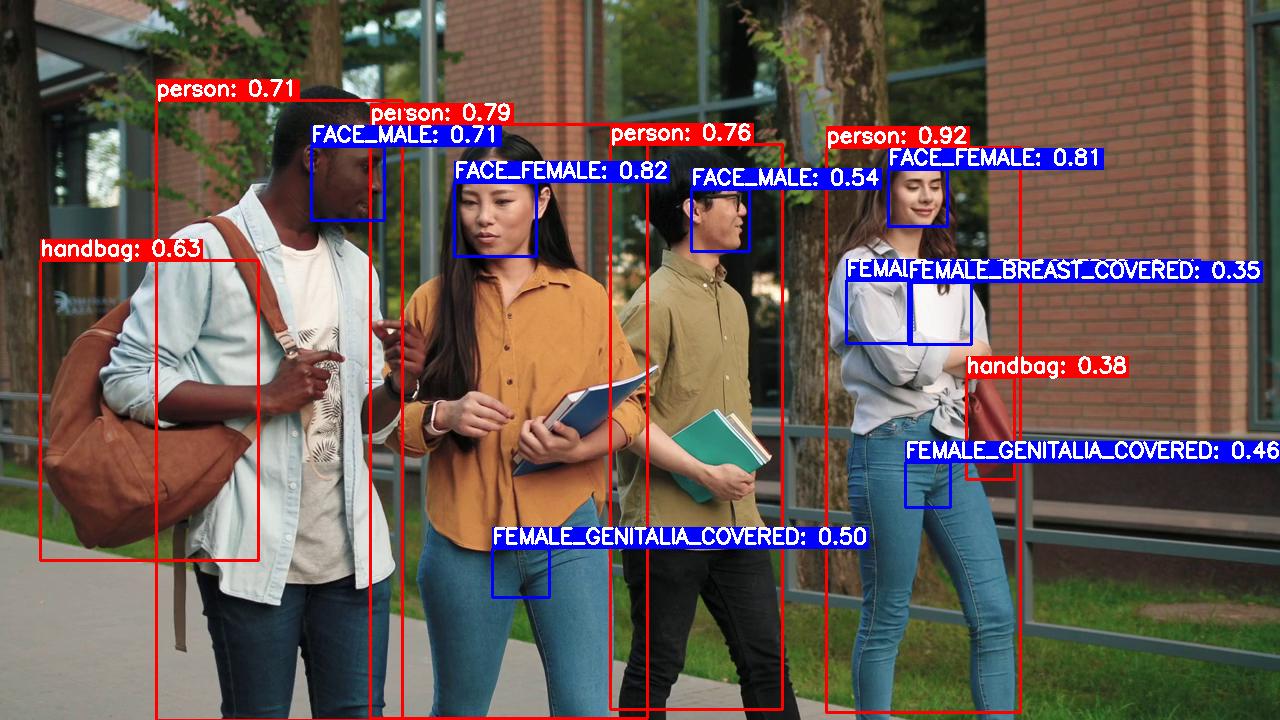 person: 0.71
person: 0.79
FACE_MALE: 0.71
person: 0.76
person: 0.92
FACE_FEMALE: 0.82
FACE_MALE: 0.54
FACE_FEMALE: 0.81
handbag: 0.63
FEMALE_BREAST_COVERED: 0.35
handbag: 0.38
FEMALE_GENITALIA_COVERED: 0.46
FEMALE_GENITALIA_COVERED: 0.50